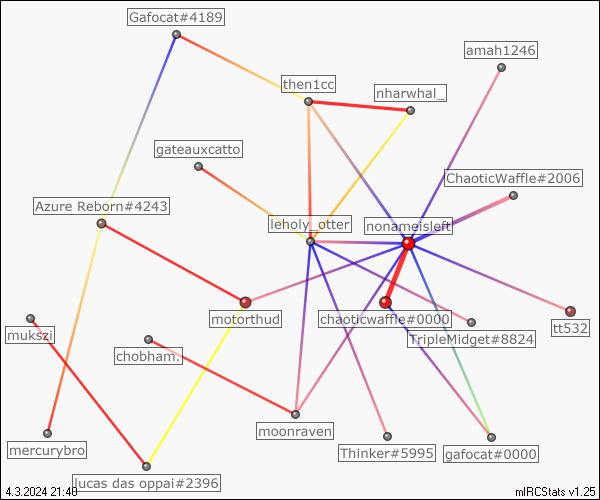 Gafocat#4189
amah1246
then1cc
nharwhal_
gateauxcatto
ChaoticWaffle#2006
Azure Reborn#4243
leholy_otter
nonameisleft
motorthud
chaoticwaffle#0000
tt532
mukszi
TripleMidget#8824
chobham.
moonraven
mercurybro
Thinker#5995
gafocat#0000
lucas das oppai#2396
4.3.2024 21:40
mIRCStats v1.25